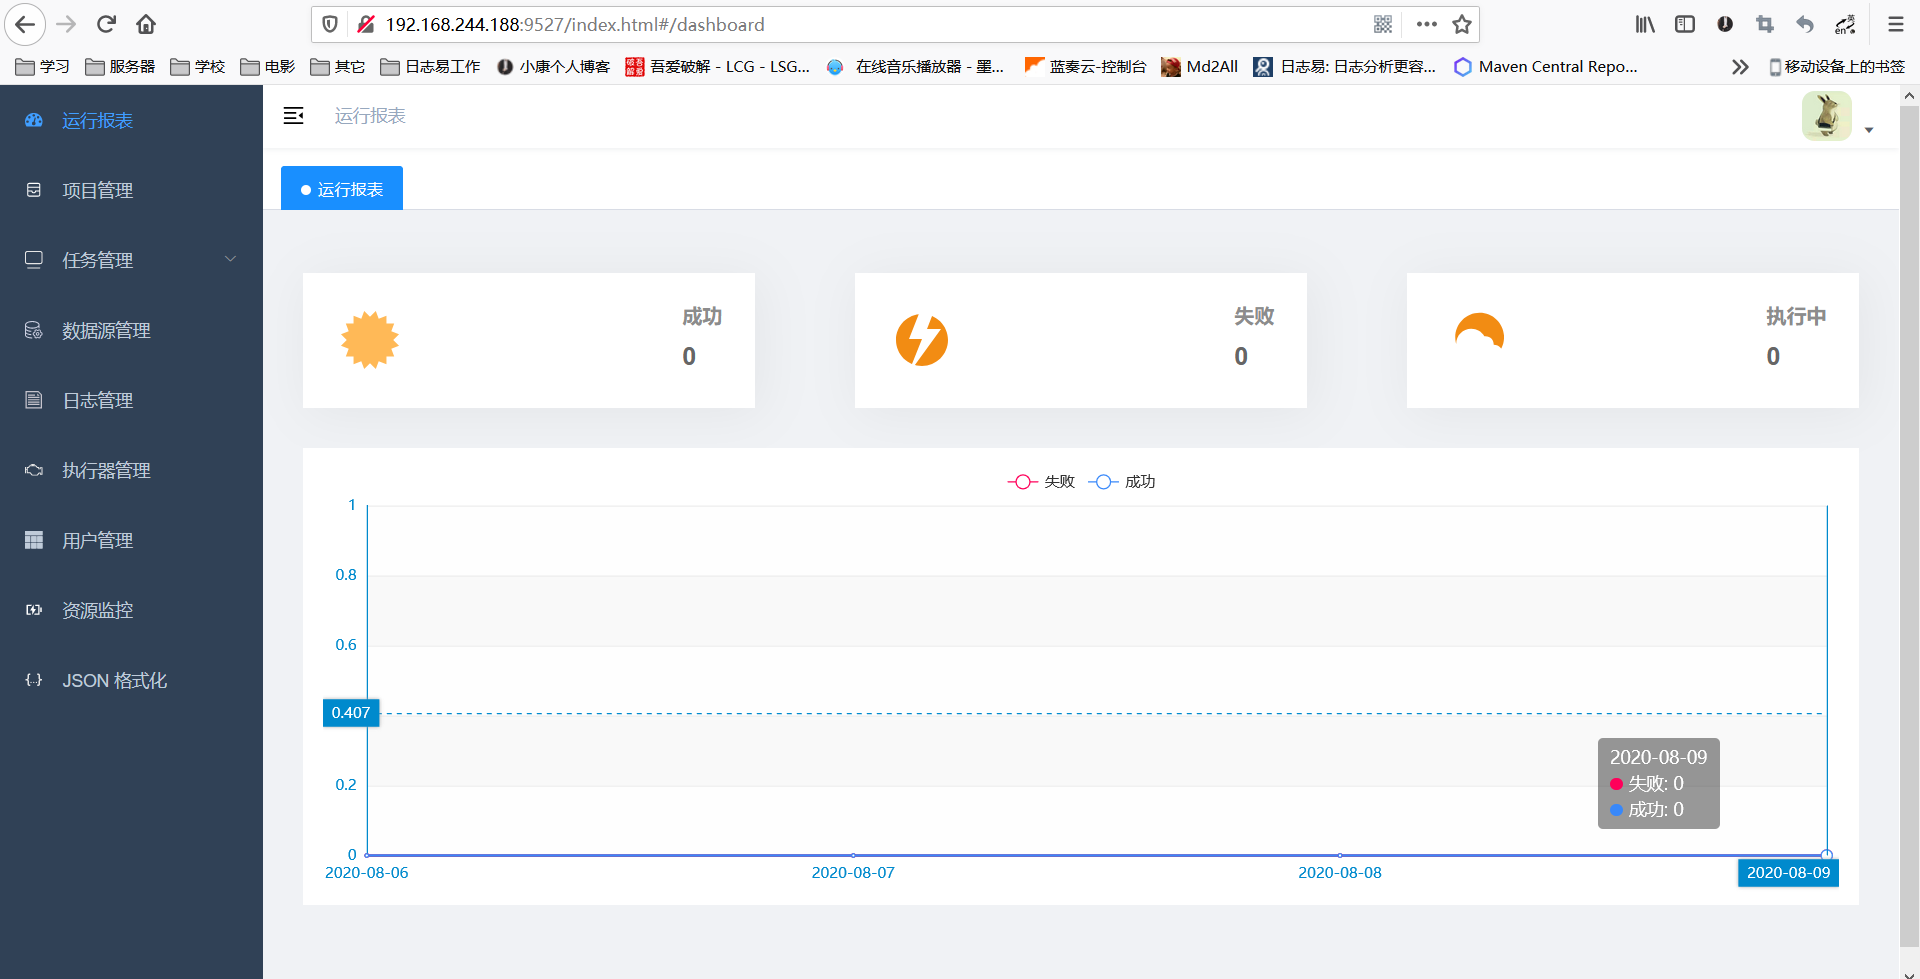 192.168.244.188:9527/index.html#/dashboard
英
en
学习 服务器 学校 电影 其它 日志易工作 小康个人博客 吾爱破解 - LCG - LSG... 在线音乐播放器 - 墨... 蓝奏云-控制台 Md2All 日志易: 日志分析更容... Maven Central Repo... 移动设备上的书签
运行报表
项目管理
任务管理
数据源管理
日志管理
执行器管理
用户管理
资源监控
JSON 格式化
运行报表
运行报表
成功
0
失败
0
执行中
0
失败 成功
1
0.8
0.6
0.407
0.2
0
2020-08-09
失败: 0
成功: 0
2020-08-06 2020-08-07 2020-08-08 2020-08-09